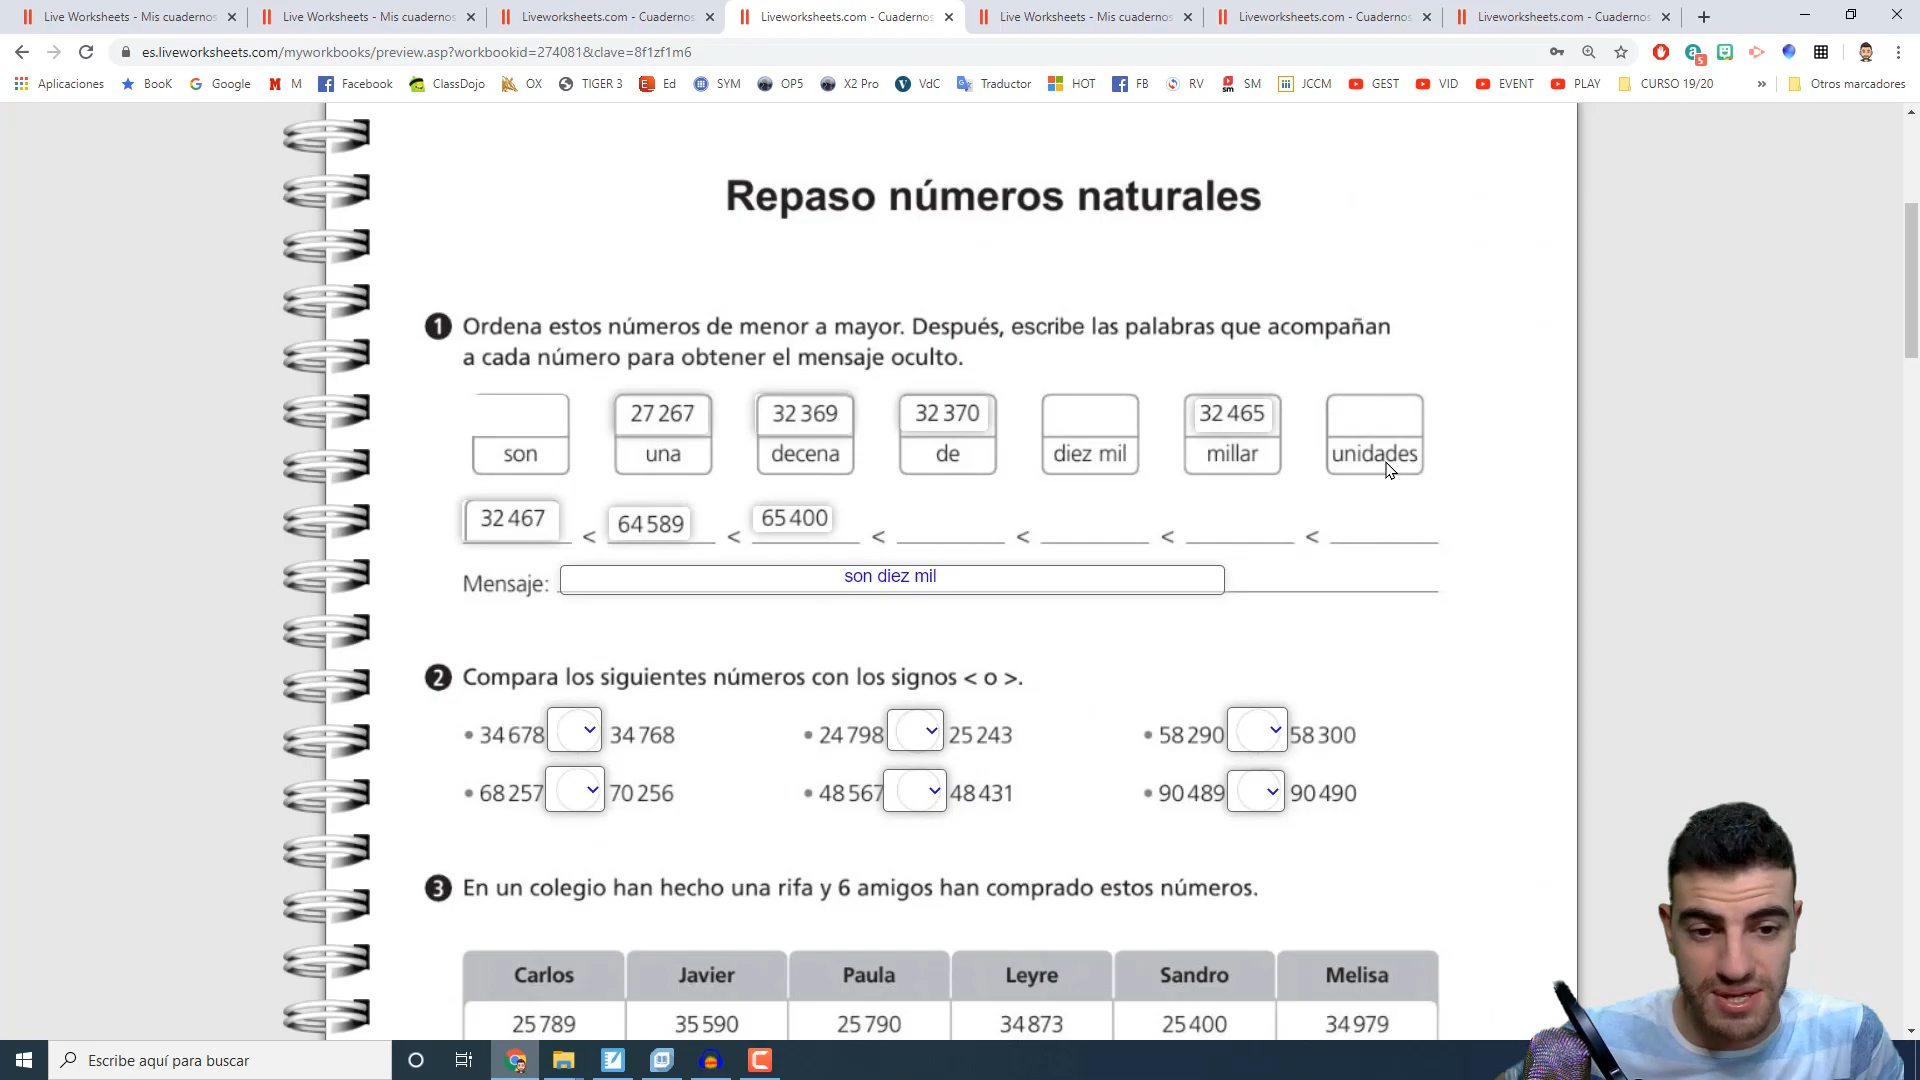 Live Worksheets - Mis cuadernos
Live Worksheets - Mis cuadernos
Liveworksheets.com - Cuadernos
Liveworksheets.com - Cuadernos
Live Worksheets - Mis cuadernos
Liveworksheets.com - Cuadernos
Liveworksheets.com - Cuadernos
es.liveworksheets.com/myworkbooks/preview.asp?workbookid=274081&clave=8f1zf1m6
Aplicaciones BooK Google M Facebook ClassDojo OX TIGER 3 Ed SYM OP5 X2 Pro VdC Traductor HOT FB RV SM JCCM GEST VID EVENT PLAY CURSO 19/20 » Otros marcadores
Repaso números naturales
1 Ordena estos números de menor a mayor. Después, escribe las palabras que acompañan
a cada número para obtener el mensaje oculto.
27 267 32 369 32 370 32 465
son una decena de diez mil millar unidades
32 467 < 64 589 < 65 400 < < < <
Mensaje: son diez mil
2 Compara los siguientes números con los signos < o >.
• 34 678 34 768 • 24 798 25 243 • 58 290 58 300
• 68 257 70 256 • 48 567 48 431 • 90 489 90 490
3 En un colegio han hecho una rifa y 6 amigos han comprado estos números.
Carlos Javier Paula Leyre Sandro Melisa
25 789 35 590 25 790 34 873 25 400 34 979
Escribe aquí para buscar